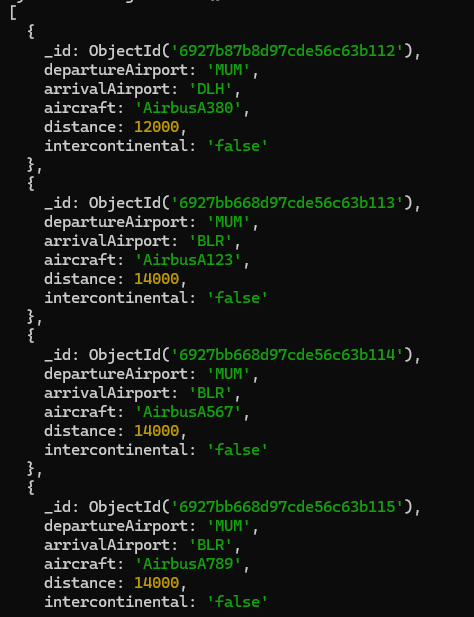 [
  {
    _id: ObjectId('6927b87b8d97cde56c63b112'),
    departureAirport: 'MUM',
    arrivalAirport: 'DLH',
    aircraft: 'AirbusA380',
    distance: 12000,
    intercontinental: 'false'
  },
  {
    _id: ObjectId('6927bb668d97cde56c63b113'),
    departureAirport: 'MUM',
    arrivalAirport: 'BLR',
    aircraft: 'AirbusA123',
    distance: 14000,
    intercontinental: 'false'
  },
  {
    _id: ObjectId('6927bb668d97cde56c63b114'),
    departureAirport: 'MUM',
    arrivalAirport: 'BLR',
    aircraft: 'AirbusA567',
    distance: 14000,
    intercontinental: 'false'
  },
  {
    _id: ObjectId('6927bb668d97cde56c63b115'),
    departureAirport: 'MUM',
    arrivalAirport: 'BLR',
    aircraft: 'AirbusA789',
    distance: 14000,
    intercontinental: 'false'